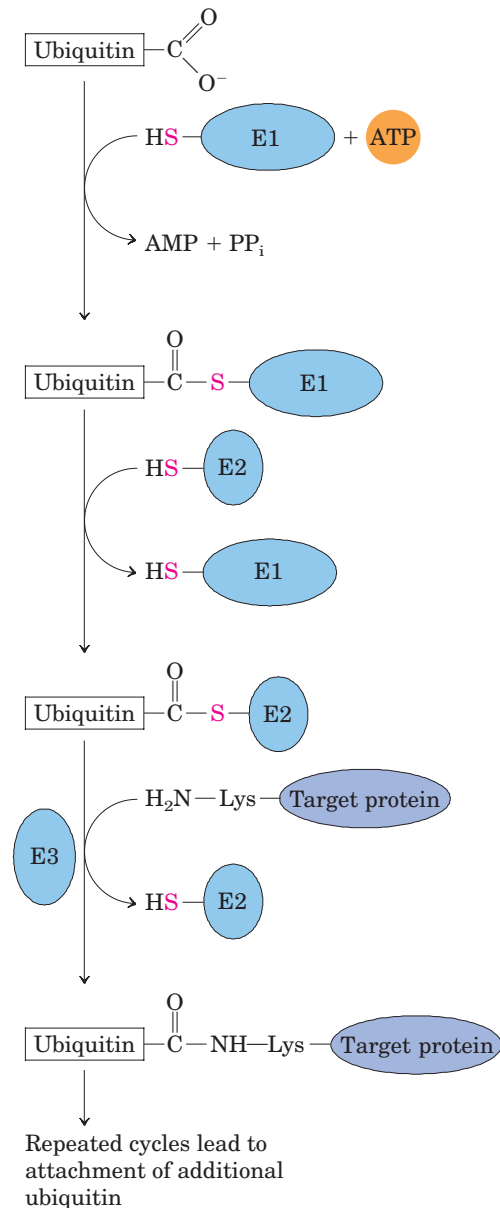 Ubiquitin—C
O
O⁻
HS—E1 + ATP
AMP + PPᵢ
O
Ubiquitin—C—S—E1
HS—E2
HS—E1
O
Ubiquitin—C—S—E2
H₂N—Lys—Target protein
E3
HS—E2
O
Ubiquitin—C—NH—Lys—Target protein
Repeated cycles lead to
attachment of additional
ubiquitin